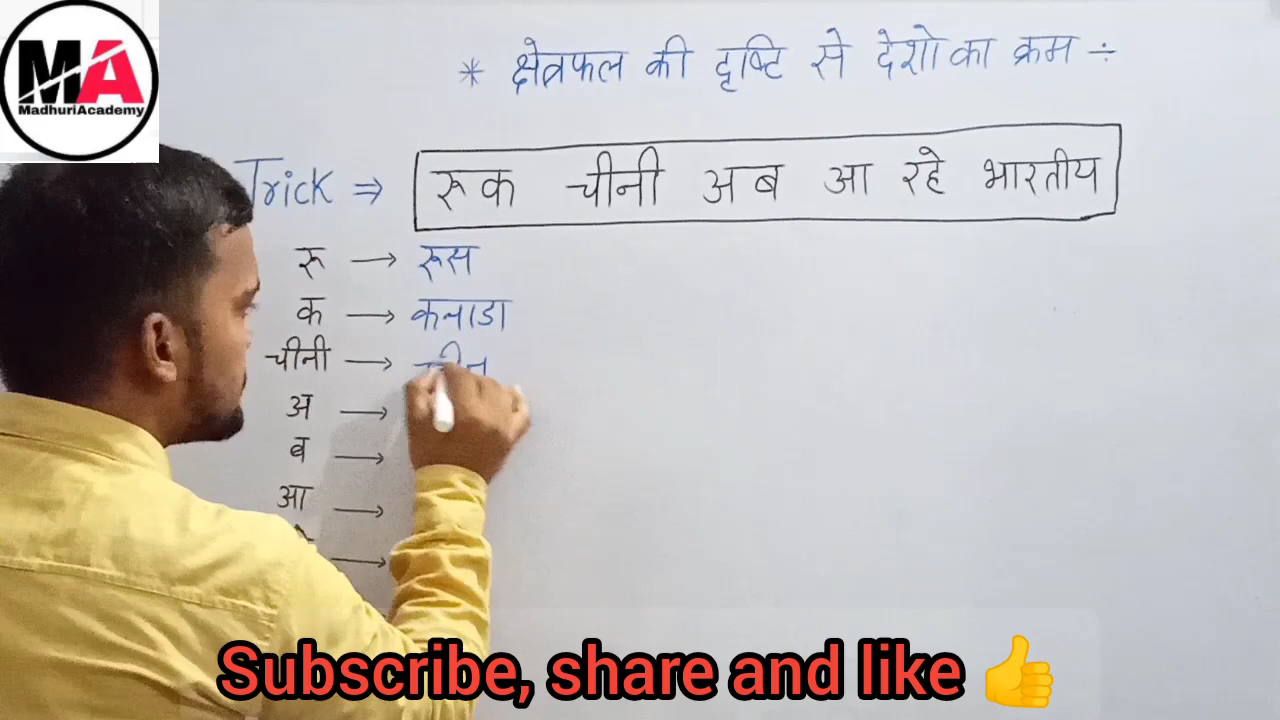 MA
MadhuriAcademy
* क्षेत्रफल की दृष्टि से देशो का क्रम ÷
Trick ⇒ रूक चीनी अब आ रहे भारतीय
रू → रूस
क → कनाडा
चीनी → चीन
अ →
ब →
आ →
→
Subscribe, share and like 👍